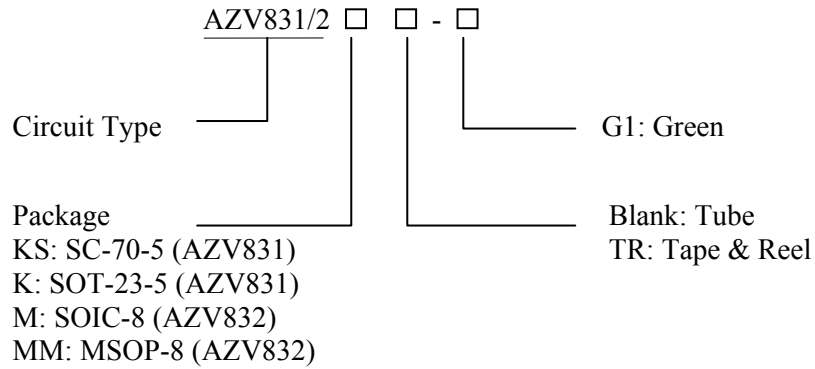 AZV831/2 □ □ - □
Circuit Type
G1: Green
Package
KS: SC-70-5 (AZV831)
K: SOT-23-5 (AZV831)
M: SOIC-8 (AZV832)
MM: MSOP-8 (AZV832)
Blank: Tube
TR: Tape & Reel